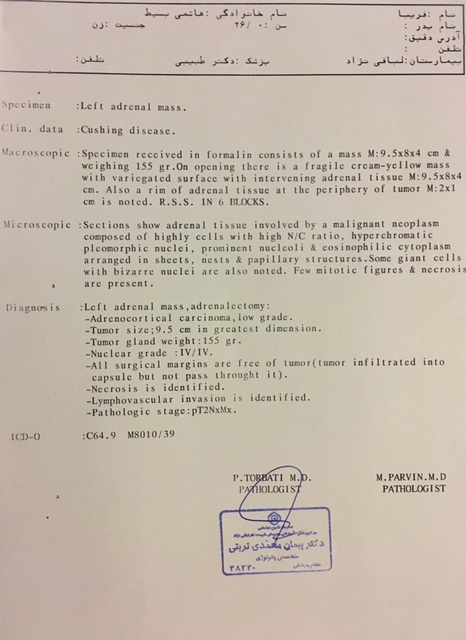 نام :فریبا نام خانوادگی :هاشمی بسیط
نام پدر : سن :۲۶/۰ جنسیت :زن
آدرس دقیق:
تلفن :
بیمارستان:لبافی نژاد پزشک :دکتر طبیبی تلفن:
Specimen :Left adrenal mass.
Clin. data :Cushing disease.
Macroscopic :Specimen received in formalin consists of a mass M:9.5x8x4 cm &
weighing 155 gr.On opening there is a fragile cream-yellow mass
with variegated surface with intervening adrenal tissue M:9.5x8x4
cm. Also a rim of adrenal tissue at the periphery of tumor M:2x1
cm is noted. R.S.S. IN 6 BLOCKS.
Microscopic :Sections show adrenal tissue involved by a malignant neoplasm
composed of highly cells with high N/C ratio, hyperchromatic
pleomorphic nuclei, prominent nucleoli & eosinophilic cytoplasm
arranged in sheets, nests & papillary structures.Some giant cells
with bizarre nuclei are also noted. Few mitotic figures & necrosis
are present.
Diagnosis :Left adrenal mass,adrenalectomy:
-Adrenocortical carcinoma,low grade.
-Tumor size;9.5 cm in greatest dimension.
-Tumor gland weight:155 gr.
-Nuclear grade :IV/IV.
-All surgical margins are free of tumor(tumor infiltrated into
capsule but not pass throught it).
-Necrosis is identified.
-Lymphovascular invasion is identified.
-Pathologic stage:pT2NxMx.
ICD-O :C64.9 M8010/39
P.TORBATI M.D. M.PARVIN.M.D
PATHOLOGIST PATHOLOGIST
دکتر پیمان محمدی تربتی
متخصص پاتولوژی
۳۸۲۳۰